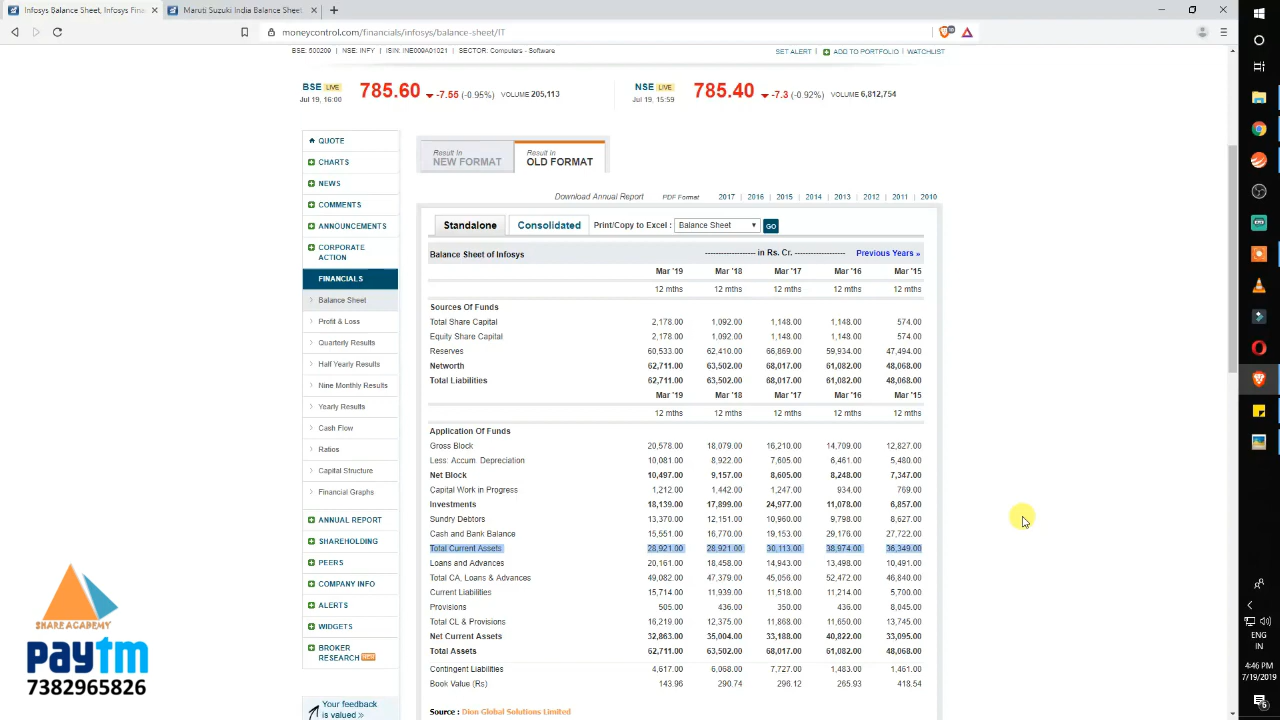 Infosys Balance Sheet, Infosys Fina
Maruti Suzuki India Balance Sheet
moneycontrol.com/financials/infosys/balance-sheet/IT
BSE: 500209 | NSE: INFY | ISIN: INE009A01021 | SECTOR: Computers - Software
SET ALERT | ADD TO PORTFOLIO | WATCHLIST
BSE LIVE 785.60 -7.55 (-0.95%) VOLUME 205,113
Jul 19, 16:00
NSE LIVE 785.40 -7.3 (-0.92%) VOLUME 6,812,754
Jul 19, 15:59
QUOTE
CHARTS
NEWS
COMMENTS
ANNOUNCEMENTS
CORPORATE
ACTION
FINANCIALS
Balance Sheet
Profit & Loss
Quarterly Results
Half Yearly Results
Nine Monthly Results
Yearly Results
Cash Flow
Ratios
Capital Structure
Financial Graphs
ANNUAL REPORT
SHAREHOLDING
PEERS
COMPANY INFO
ALERTS
WIDGETS
BROKER
RESEARCH
Your feedback
is valued »
Result in
NEW FORMAT
Result in
OLD FORMAT
Download Annual Report PDF Format 2017 | 2016 | 2015 | 2014 | 2013 | 2012 | 2011 | 2010
Standalone Consolidated Print/Copy to Excel : Balance Sheet GO
Balance Sheet of Infosys ------------------- in Rs. Cr. ------------------- Previous Years »
Mar '19 Mar '18 Mar '17 Mar '16 Mar '15
12 mths 12 mths 12 mths 12 mths 12 mths
Sources Of Funds
Total Share Capital 2,178.00 1,092.00 1,148.00 1,148.00 574.00
Equity Share Capital 2,178.00 1,092.00 1,148.00 1,148.00 574.00
Reserves 60,533.00 62,410.00 66,869.00 59,934.00 47,494.00
Networth 62,711.00 63,502.00 68,017.00 61,082.00 48,068.00
Total Liabilities 62,711.00 63,502.00 68,017.00 61,082.00 48,068.00
Mar '19 Mar '18 Mar '17 Mar '16 Mar '15
12 mths 12 mths 12 mths 12 mths 12 mths
Application Of Funds
Gross Block 20,578.00 18,079.00 16,210.00 14,709.00 12,827.00
Less: Accum. Depreciation 10,081.00 8,922.00 7,605.00 6,461.00 5,480.00
Net Block 10,497.00 9,157.00 8,605.00 8,248.00 7,347.00
Capital Work in Progress 1,212.00 1,442.00 1,247.00 934.00 769.00
Investments 18,139.00 17,899.00 24,977.00 11,078.00 6,857.00
Sundry Debtors 13,370.00 12,151.00 10,960.00 9,798.00 8,627.00
Cash and Bank Balance 15,551.00 16,770.00 19,153.00 29,176.00 27,722.00
Total Current Assets 28,921.00 28,921.00 30,113.00 38,974.00 36,349.00
Loans and Advances 20,161.00 18,458.00 14,943.00 13,498.00 10,491.00
Total CA, Loans & Advances 49,082.00 47,379.00 45,056.00 52,472.00 46,840.00
Current Liabilities 15,714.00 11,939.00 11,518.00 11,214.00 5,700.00
Provisions 505.00 436.00 350.00 436.00 8,045.00
Total CL & Provisions 16,219.00 12,375.00 11,868.00 11,650.00 13,745.00
Net Current Assets 32,863.00 35,004.00 33,188.00 40,822.00 33,095.00
Total Assets 62,711.00 63,502.00 68,017.00 61,082.00 48,068.00
Contingent Liabilities 4,617.00 6,068.00 7,727.00 1,483.00 1,461.00
Book Value (Rs) 143.96 290.74 296.12 265.93 418.54
Source : Dion Global Solutions Limited
SHARE ACADEMY
paytm
7382965826
ENG
IN
4:46 PM
7/19/2019